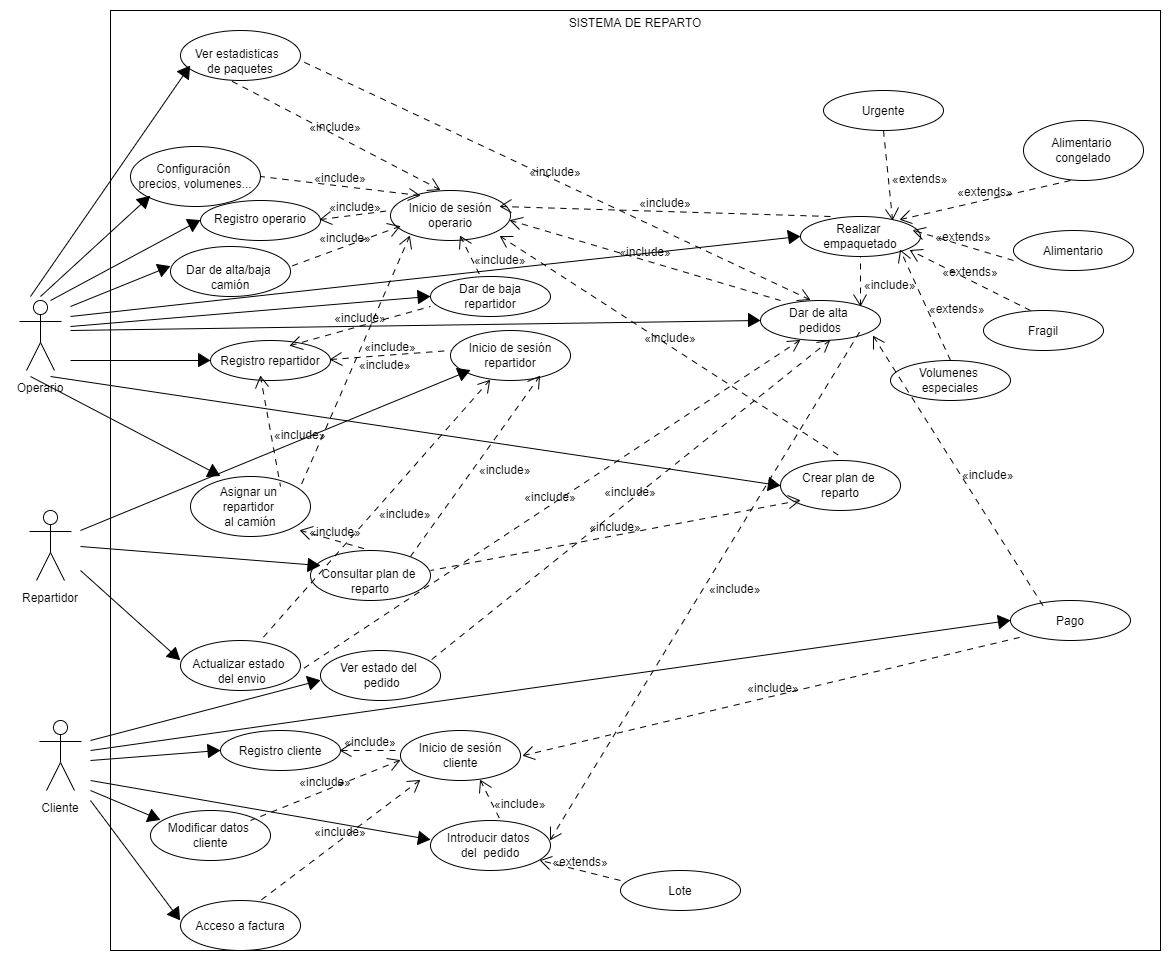 SISTEMA DE REPARTO
Ver estadisticas
de paquetes
Urgente
«include»
Alimentario
congelado
Configuración
precios, volumenes...
«include»
«include»
«extends»
«extends»
Registro operario
«include»
Inicio de sesión
operario
«include»
Realizar
empaquetado
«include»
«extends»
Alimentario
«include»
Dar de alta/baja
camión
«include»
«extends»
Dar de baja
repartidor
«include»
«extends»
Dar de alta
pedidos
«include»
Fragil
Operario
Registro repartidor
«include»
«include»
Inicio de sesión
repartidor
«include»
Volumenes
especiales
«include»
Asignar un
repartidor
al camión
«include»
Crear plan de
reparto
«include»
«include»
«include»
«include»
«include»
«include»
Repartidor
Consultar plan de
reparto
«include»
Pago
Actualizar estado
del envio
Ver estado del
pedido
«include»
Cliente
Registro cliente
«include»
Inicio de sesión
cliente
«include»
«include»
Modificar datos
cliente
«include»
Introducir datos
del  pedido
«extends»
Lote
Acceso a factura